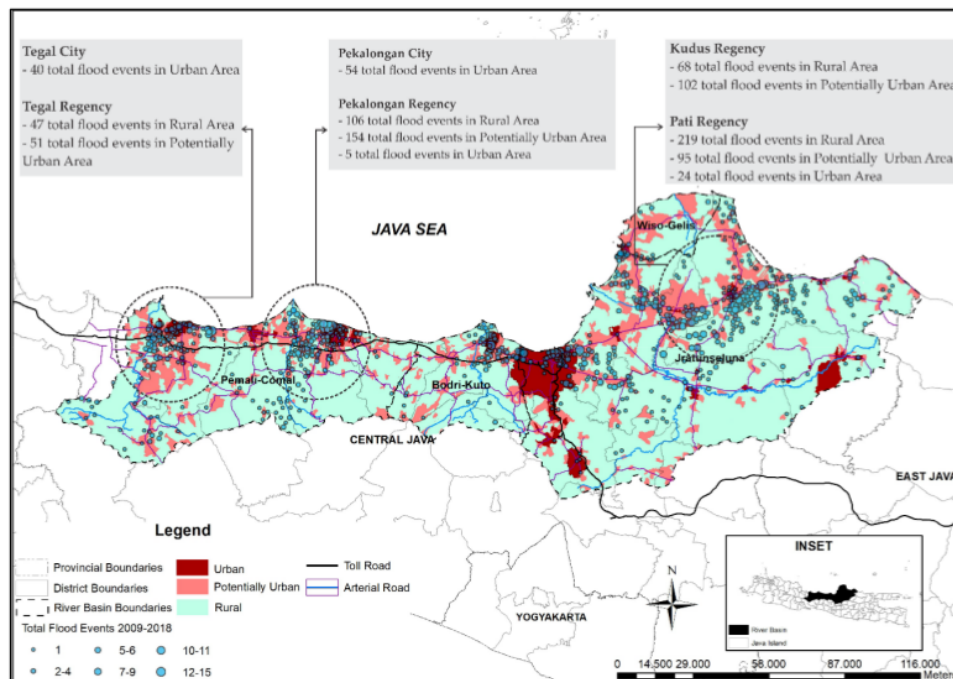 Tegal City
- 40 total flood events in Urban Area
Tegal Regency
- 47 total flood events in Rural Area
- 51 total flood events in Potentially
Urban Area
Pekalongan City
- 54 total flood events in Urban Area
Pekalongan Regency
- 106 total flood events in Rural Area
- 154 total flood events in Potentially Urban Area
- 5 total flood events in Urban Area
Kudus Regency
- 68 total flood events in Rural Area
- 102 total flood events in Potentially Urban Area
Pati Regency
- 219 total flood events in Rural Area
- 95 total flood events in Potentially Urban Area
- 24 total flood events in Urban Area
JAVA SEA
Wiso-Gelis
Jratunseluna
Pemali-Comal
Bodri-Kuto
CENTRAL JAVA
EAST JAVA
YOGYAKARTA
Legend
Provincial Boundaries
District Boundaries
River Basin Boundaries
Urban
Potentially Urban
Rural
Toll Road
Arterial Road
Total Flood Events 2009-2018
1
2-4
5-6
7-9
10-11
12-15
N
INSET
River Basin
Java Island
0 14.500 29.000 58.000 87.000 116.000
Meters